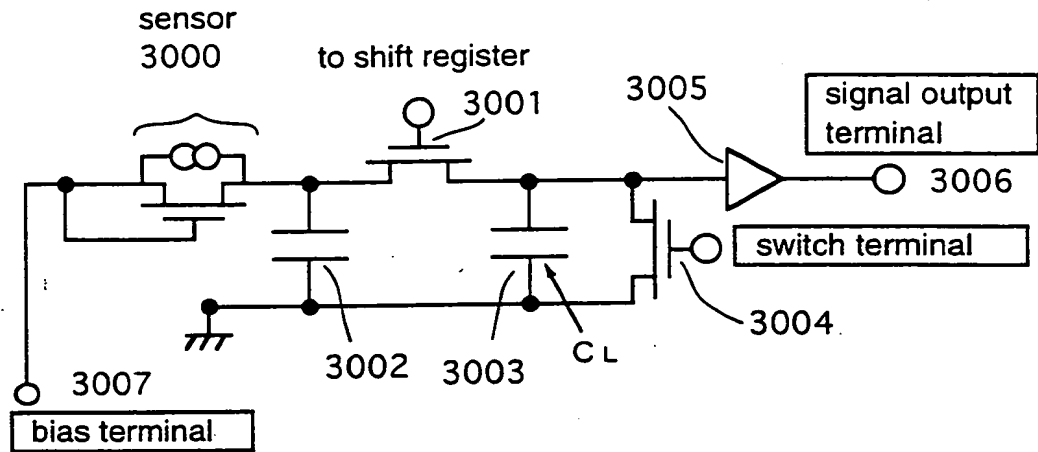 sensor
3000
to shift register
3001
3005
signal output
terminal
3006
switch terminal
3004
3002
3003
CL
3007
bias terminal